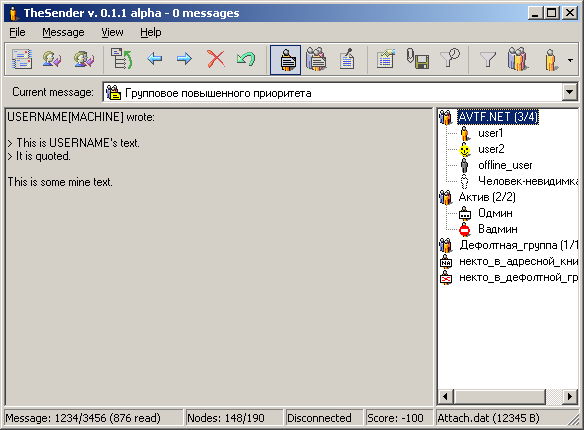 TheSender v. 0.1.1 alpha - 0 messages
File Message View Help
Current message: Групповое повышенного приоритета
USERNAME[MACHINE] wrote:
> This is USERNAME's text.
> It is quoted.
This is some mine text.
AVTF.NET (3/4)
user1
user2
offline_user
Человек-невидимка
Актив (2/2)
Одмин
Вадмин
Дефолтная_группа (1/1
некто_в_адресной_кни
некто_в_дефолтной_гр
Message: 1234/3456 (876 read) Nodes: 148/190 Disconnected Score: -100 Attach.dat (12345 B)